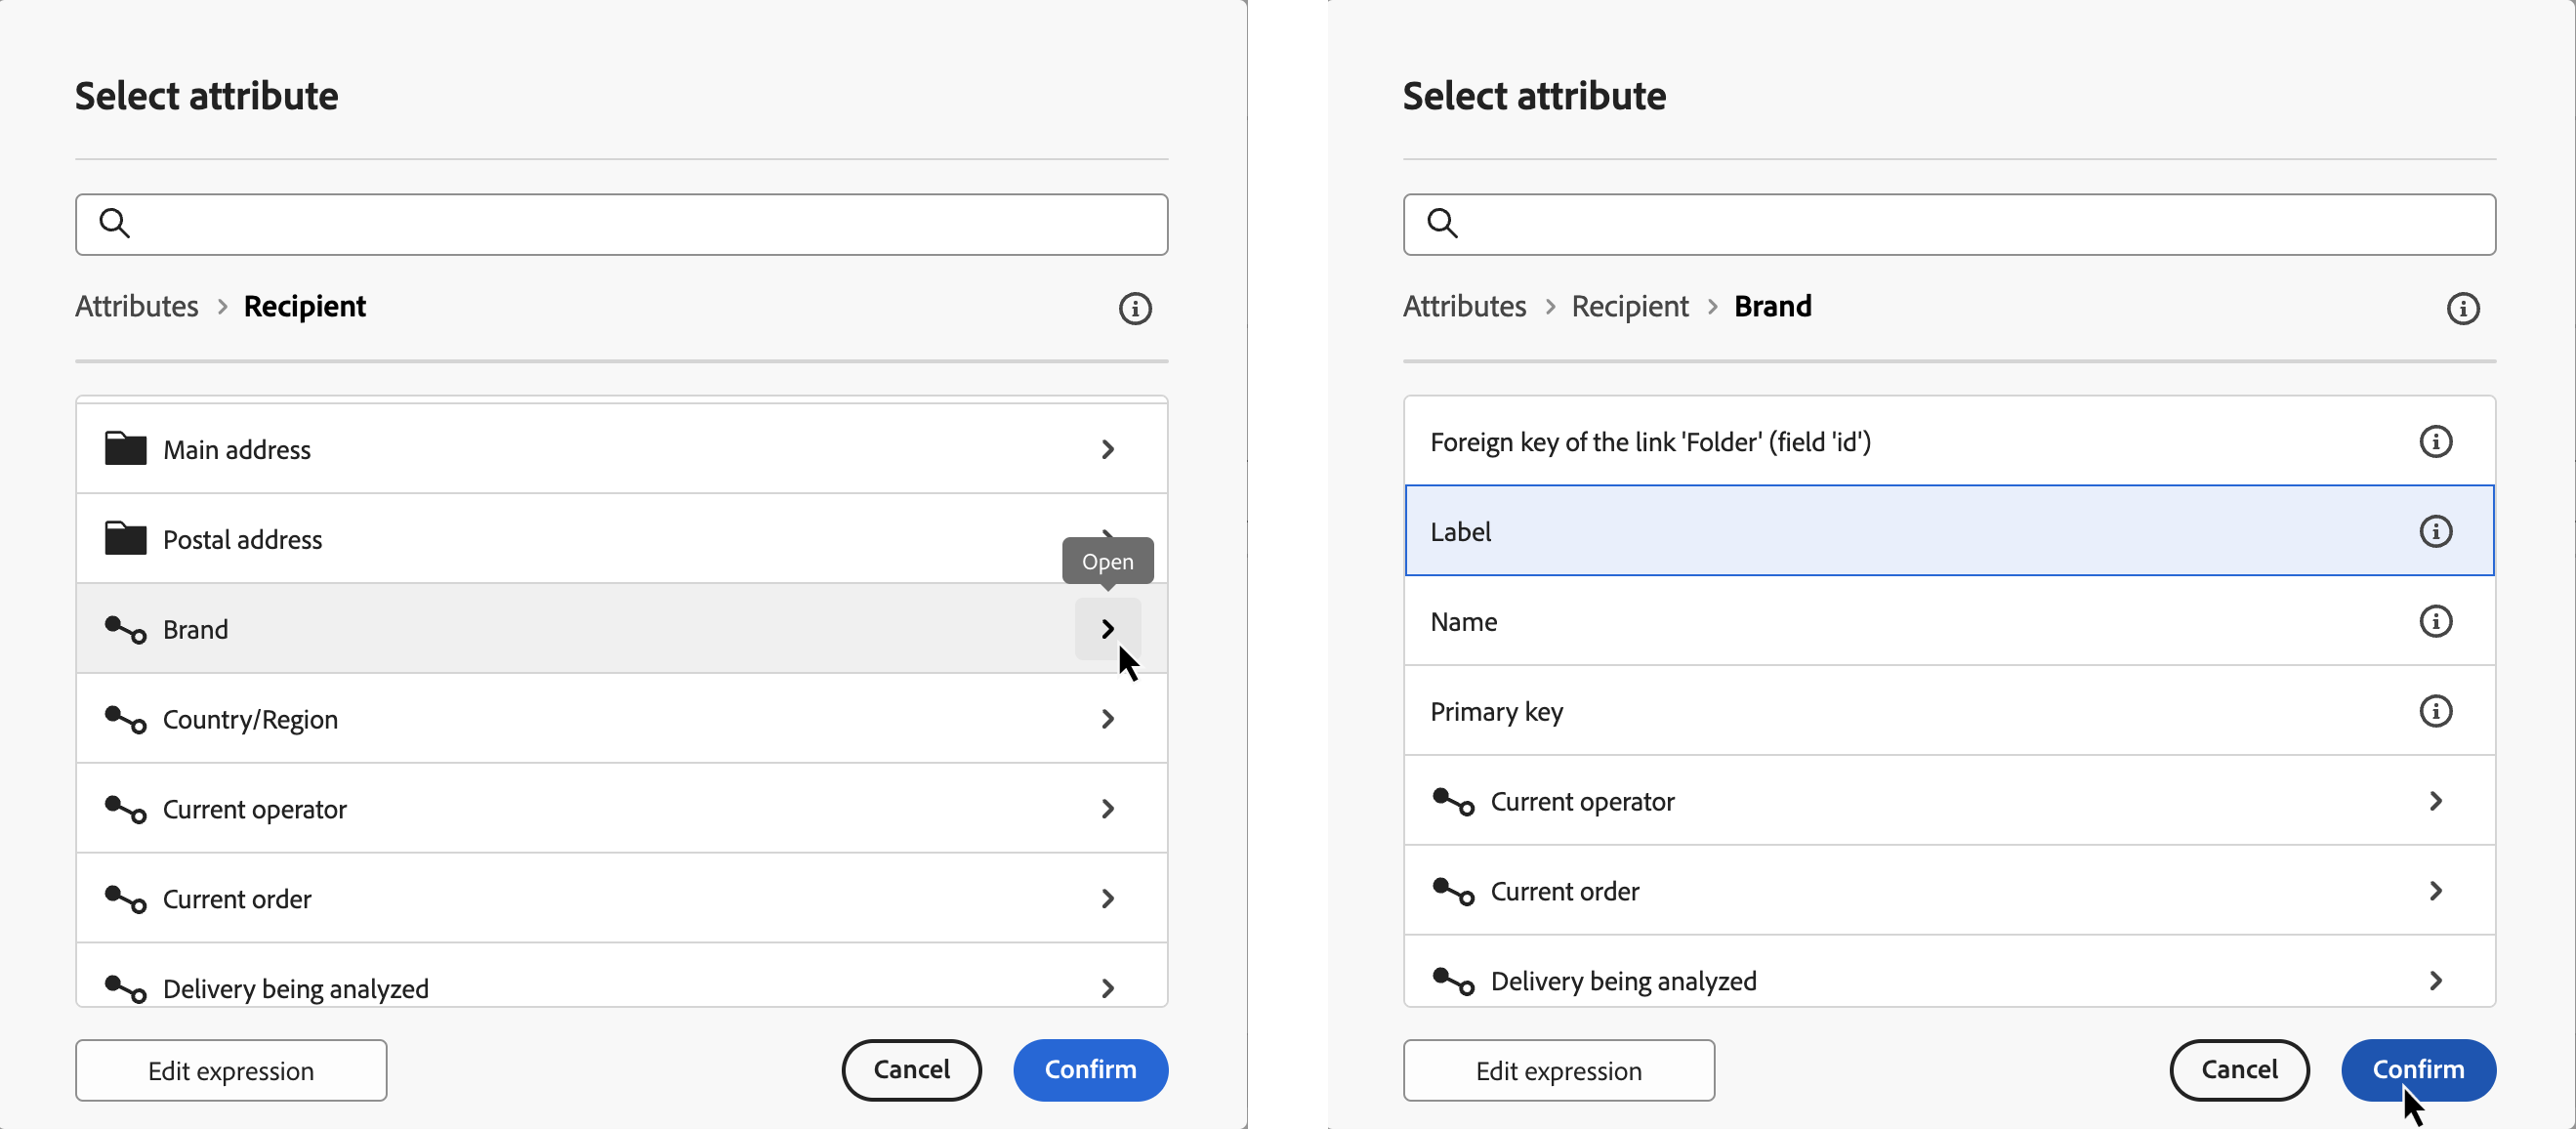 Select attribute
Attributes > Recipient
Main address
Postal address
Open
Brand
Country/Region
Current operator
Current order
Delivery being analyzed
Edit expression
Cancel
Confirm
Select attribute
Attributes > Recipient > Brand
Foreign key of the link 'Folder' (field 'id')
Label
Name
Primary key
Current operator
Current order
Delivery being analyzed
Edit expression
Cancel
Confirm